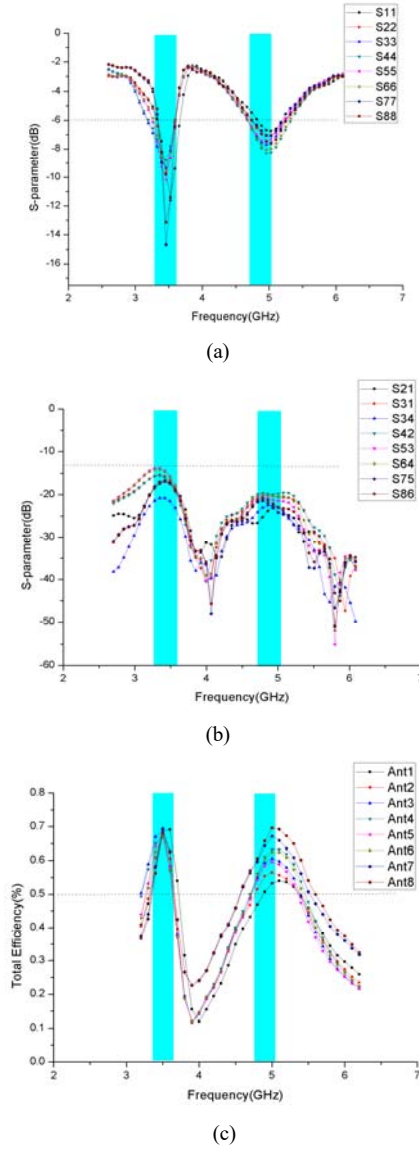 0
-2
-4
-6
-8
-10
-12
-14
-16
S-parameter(dB)
2 3 4 5 6 7
Frequency(GHz)
S11
S22
S33
S44
S55
S66
S77
S88
(a)
0
-10
-20
-30
-40
-50
-60
S-parameter(dB)
2 3 4 5 6 7
Frequency(GHz)
S21
S31
S34
S42
S53
S64
S75
S86
(b)
0.8
0.7
0.6
0.5
0.4
0.3
0.2
0.1
0.0
Total Efficiency(%)
2 3 4 5 6 7
Frequency(GHz)
Ant1
Ant2
Ant3
Ant4
Ant5
Ant6
Ant7
Ant8
(c)